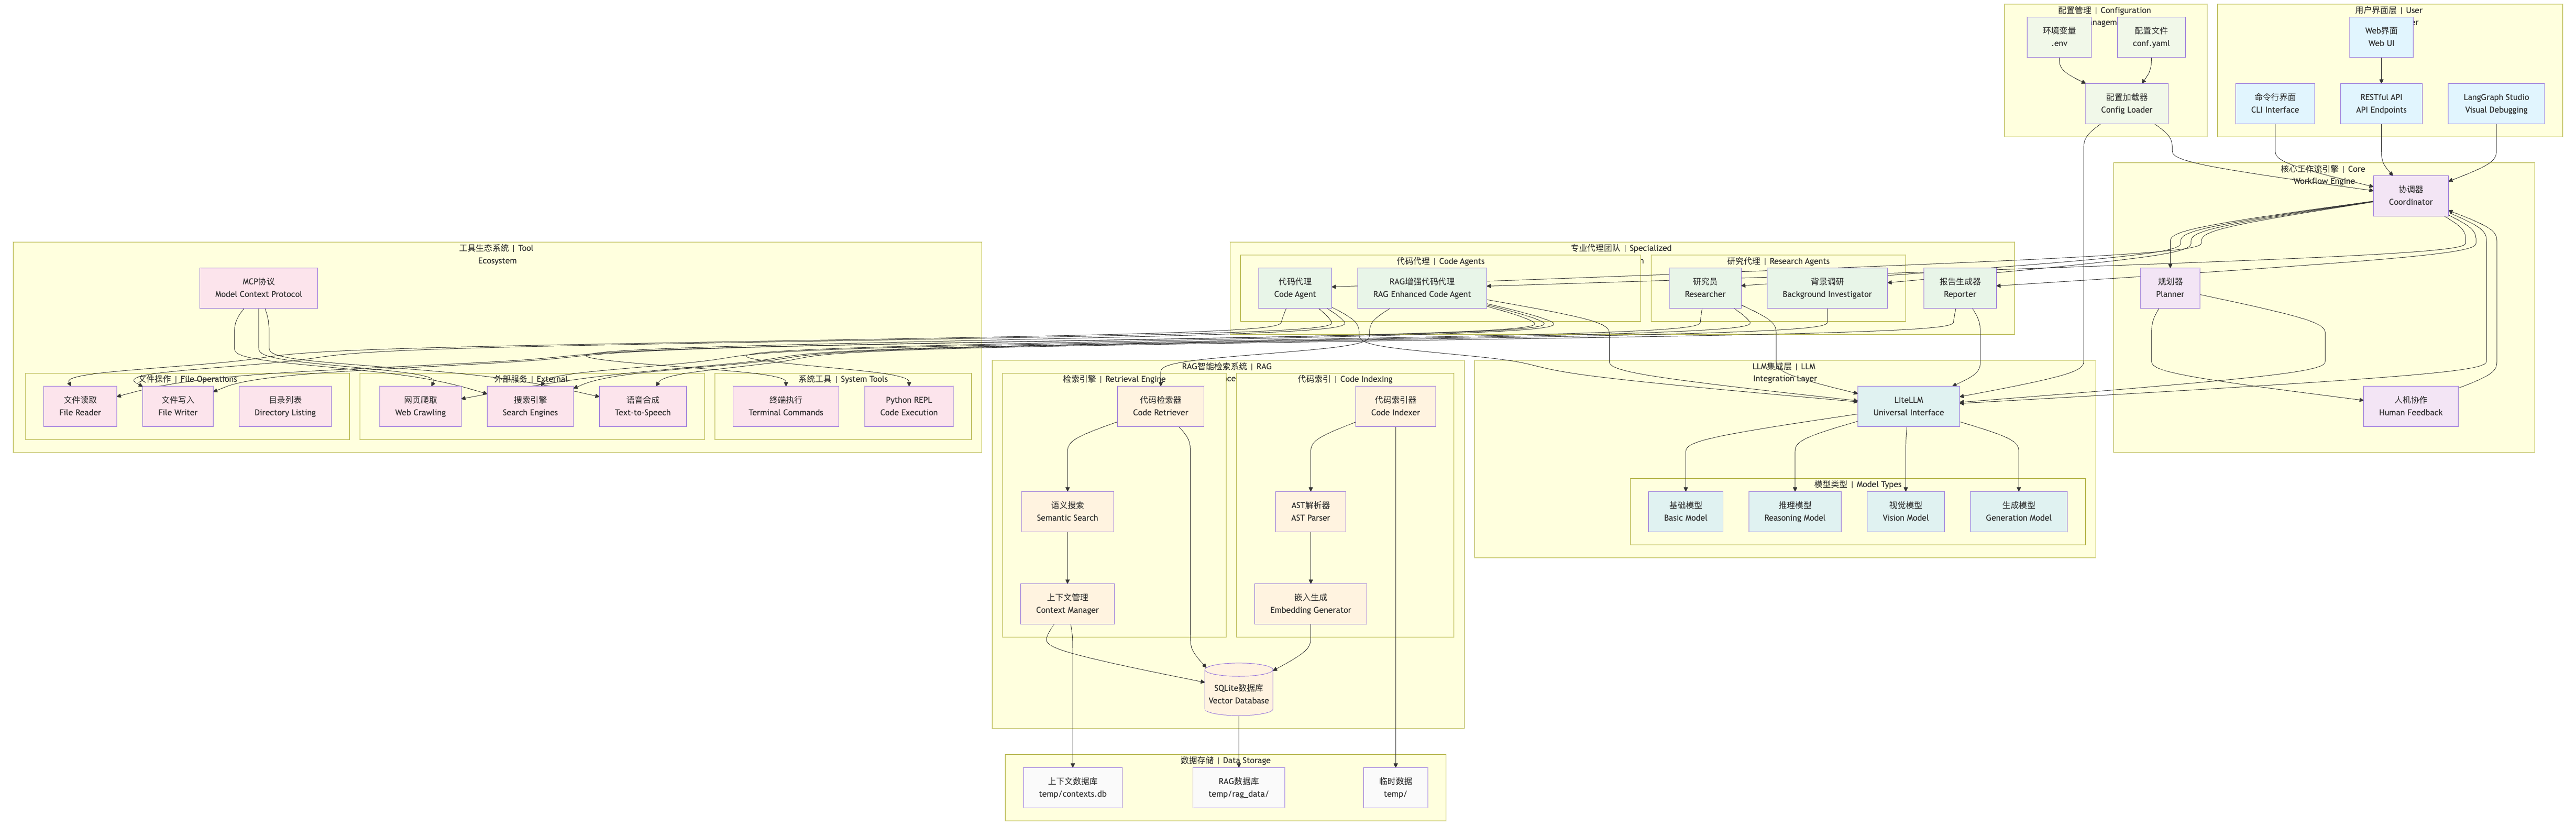 配置管理 | Configuration
环境变量
.env
配置文件
conf.yaml
配置加载器
Config Loader
用户界面层 | User
Web界面
Web UI
命令行界面
CLI Interface
RESTful API
API Endpoints
LangGraph Studio
Visual Debugging
核心工作流引擎 | Core
Workflow Engine
协调器
Coordinator
规划器
Planner
人机协作
Human Feedback
工具生态系统 | Tool
Ecosystem
MCP协议
Model Context Protocol
文件操作 | File Operations
文件读取
File Reader
文件写入
File Writer
目录列表
Directory Listing
外部服务 | External
网页爬取
Web Crawling
搜索引擎
Search Engines
语音合成
Text-to-Speech
系统工具 | System Tools
终端执行
Terminal Commands
Python REPL
Code Execution
专业代理团队 | Specialized
代码代理 | Code Agents
代码代理
Code Agent
RAG增强代码代理
RAG Enhanced Code Agent
研究代理 | Research Agents
研究员
Researcher
背景调研
Background Investigator
报告生成器
Reporter
RAG智能检索系统 | RAG
检索引擎 | Retrieval Engine
代码检索器
Code Retriever
语义搜索
Semantic Search
上下文管理
Context Manager
代码索引 | Code Indexing
代码索引器
Code Indexer
AST解析器
AST Parser
嵌入生成
Embedding Generator
SQLite数据库
Vector Database
LLM集成层 | LLM
Integration Layer
LiteLLM
Universal Interface
模型类型 | Model Types
基础模型
Basic Model
推理模型
Reasoning Model
视觉模型
Vision Model
生成模型
Generation Model
数据存储 | Data Storage
上下文数据库
temp/contexts.db
RAG数据库
temp/rag_data/
临时数据
temp/